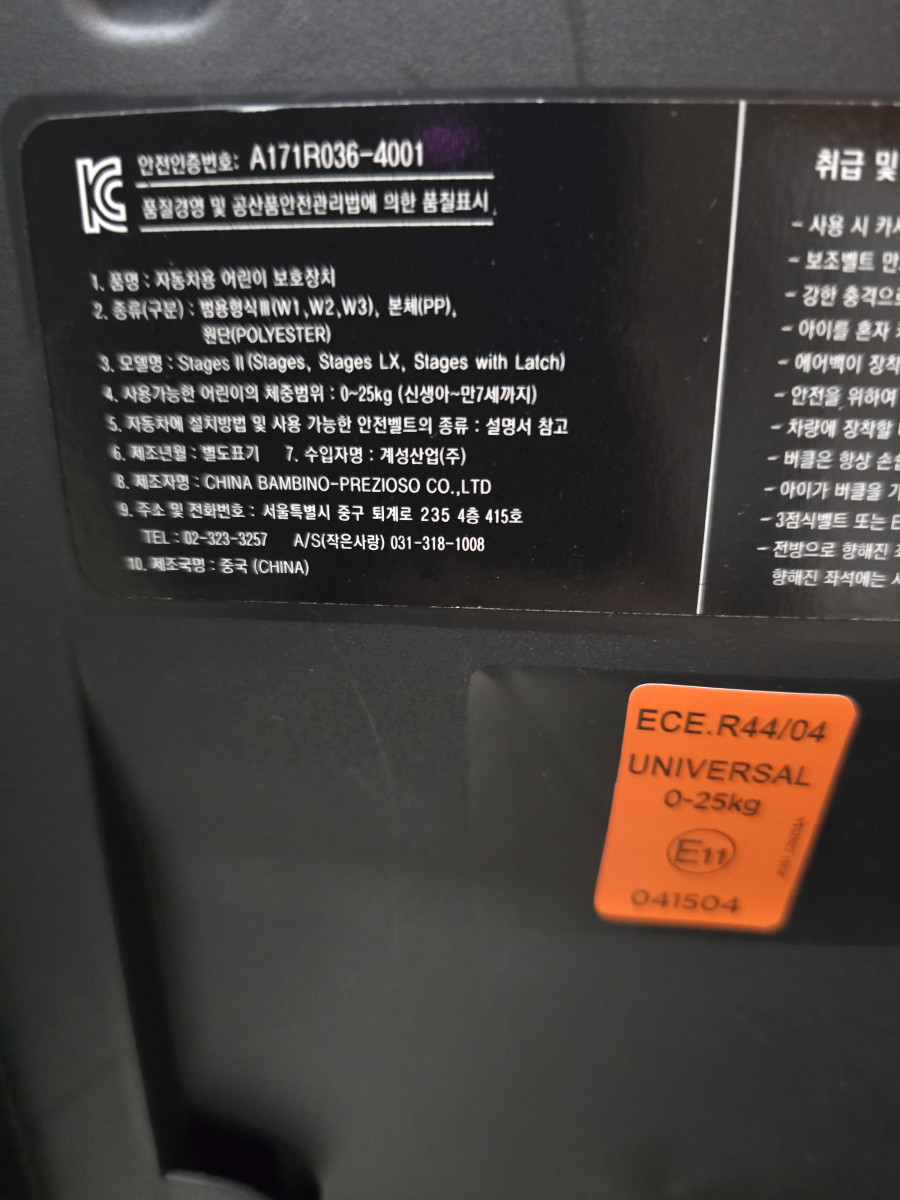 안전인증번호: A171R036-4001
품질경영 및 공산품안전관리법에 의한 품질표시
1. 품명 : 자동차용 어린이 보호장치
2. 종류(구분) : 범용형식Ⅲ(W1,W2,W3), 본체(PP),
원단(POLYESTER)
3. 모델명 : Stages II (Stages, Stages LX, Stages with Latch)
4. 사용가능한 어린이의 체중범위 : 0~25kg (신생아~만7세까지)
5. 자동차에 설치방법 및 사용 가능한 안전벨트의 종류 : 설명서 참고
6. 제조년월 : 별도표기 7. 수입자명 : 계성산업(주)
8. 제조자명 : CHINA BAMBINO-PREZIOSO CO.,LTD
9. 주소 및 전화번호 : 서울특별시 중구 퇴계로 235 4층 415호
TEL : 02-323-3257 A/S(작은사랑) 031-318-1008
10. 제조국명 : 중국 (CHINA)
취급 및
- 사용 시
- 보조벨트
- 강한 충격으로
- 아이를 혼자
- 에어백이
- 안전을 위하여
- 차량에 장착할
- 버클은 항상
- 아이가 버클을
- 3점식벨트 또는
- 전방으로 향해진
향해진 좌석에는
ECE.R44/04
UNIVERSAL
0-25kg
E11
041504